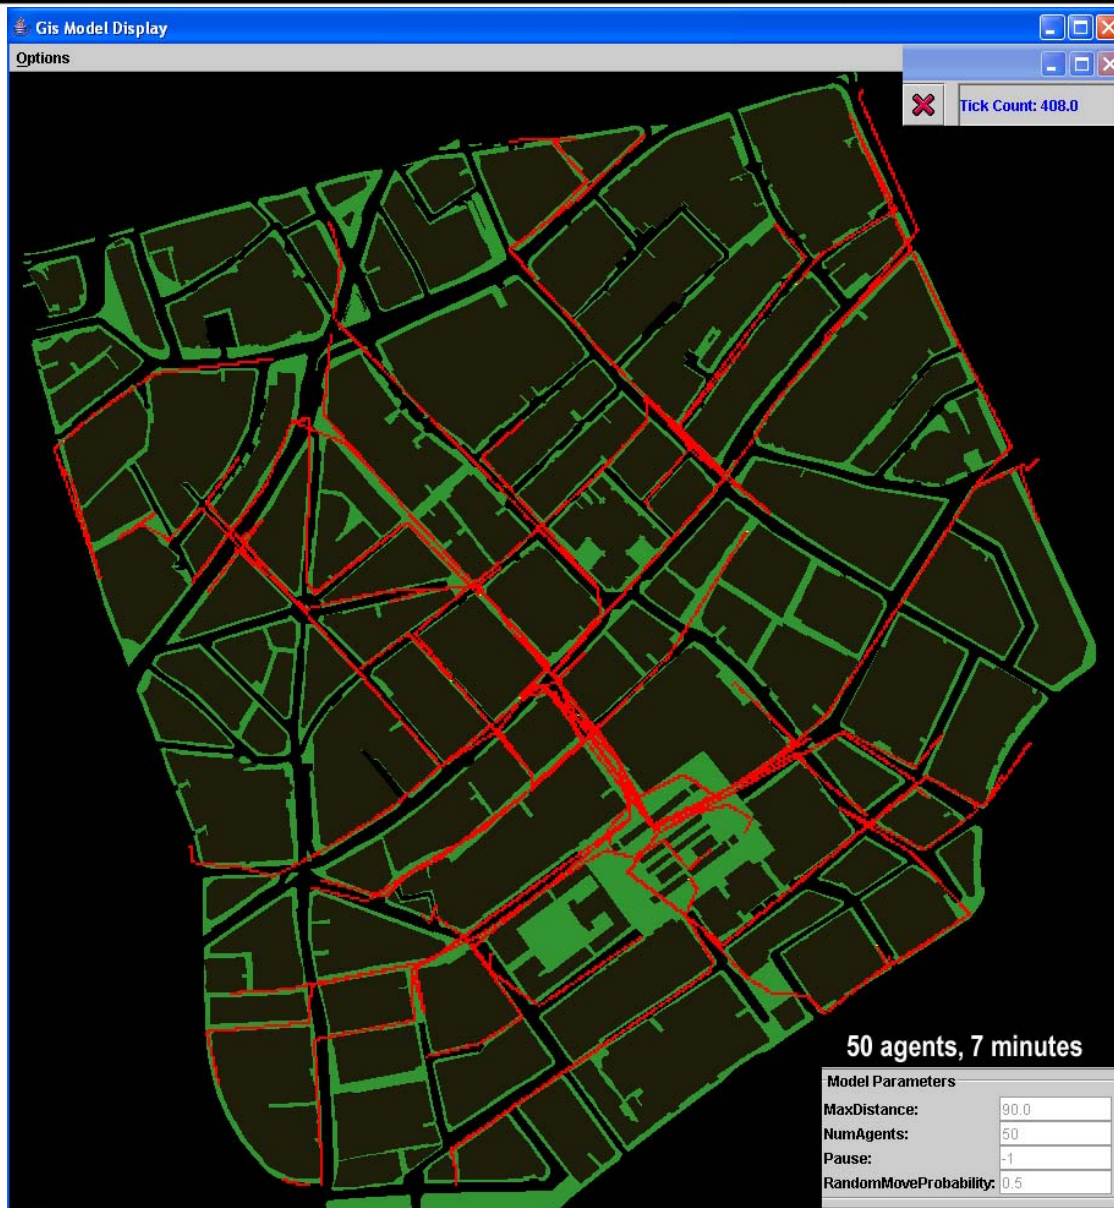 Gis Model Display
Options
Tick Count: 408.0
50 agents, 7 minutes
Model Parameters
MaxDistance: 90.0
NumAgents: 50
Pause: -1
RandomMoveProbability: 0.5